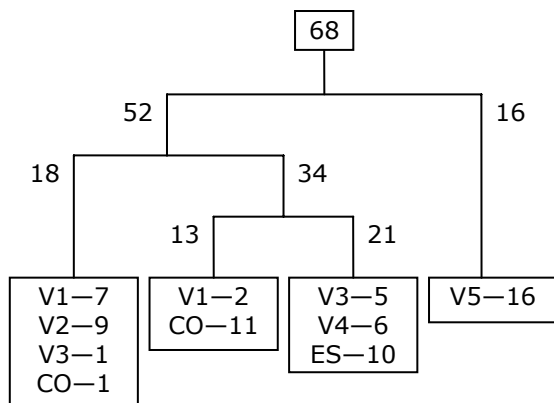 68
52
16
18
34
13
21
V1—7
V2—9
V3—1
CO—1
V1—2
CO—11
V3—5
V4—6
ES—10
V5—16